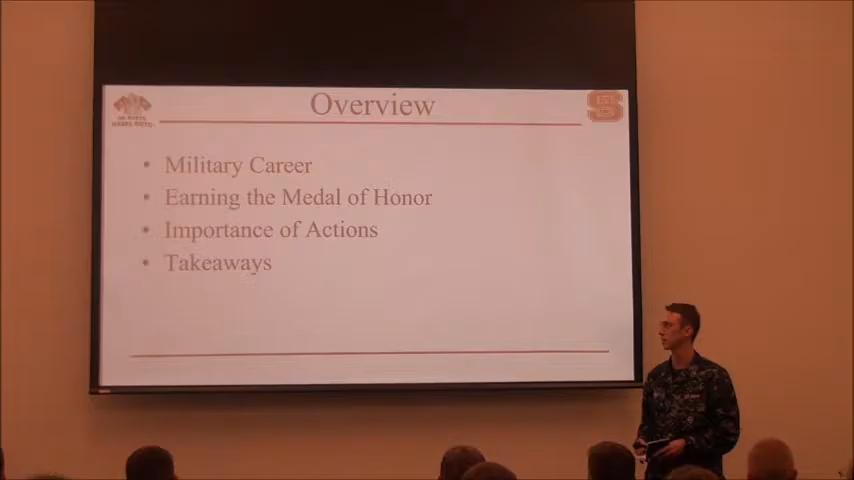 Overview
• Military Career
• Earning the Medal of Honor
• Importance of Actions
• Takeaways